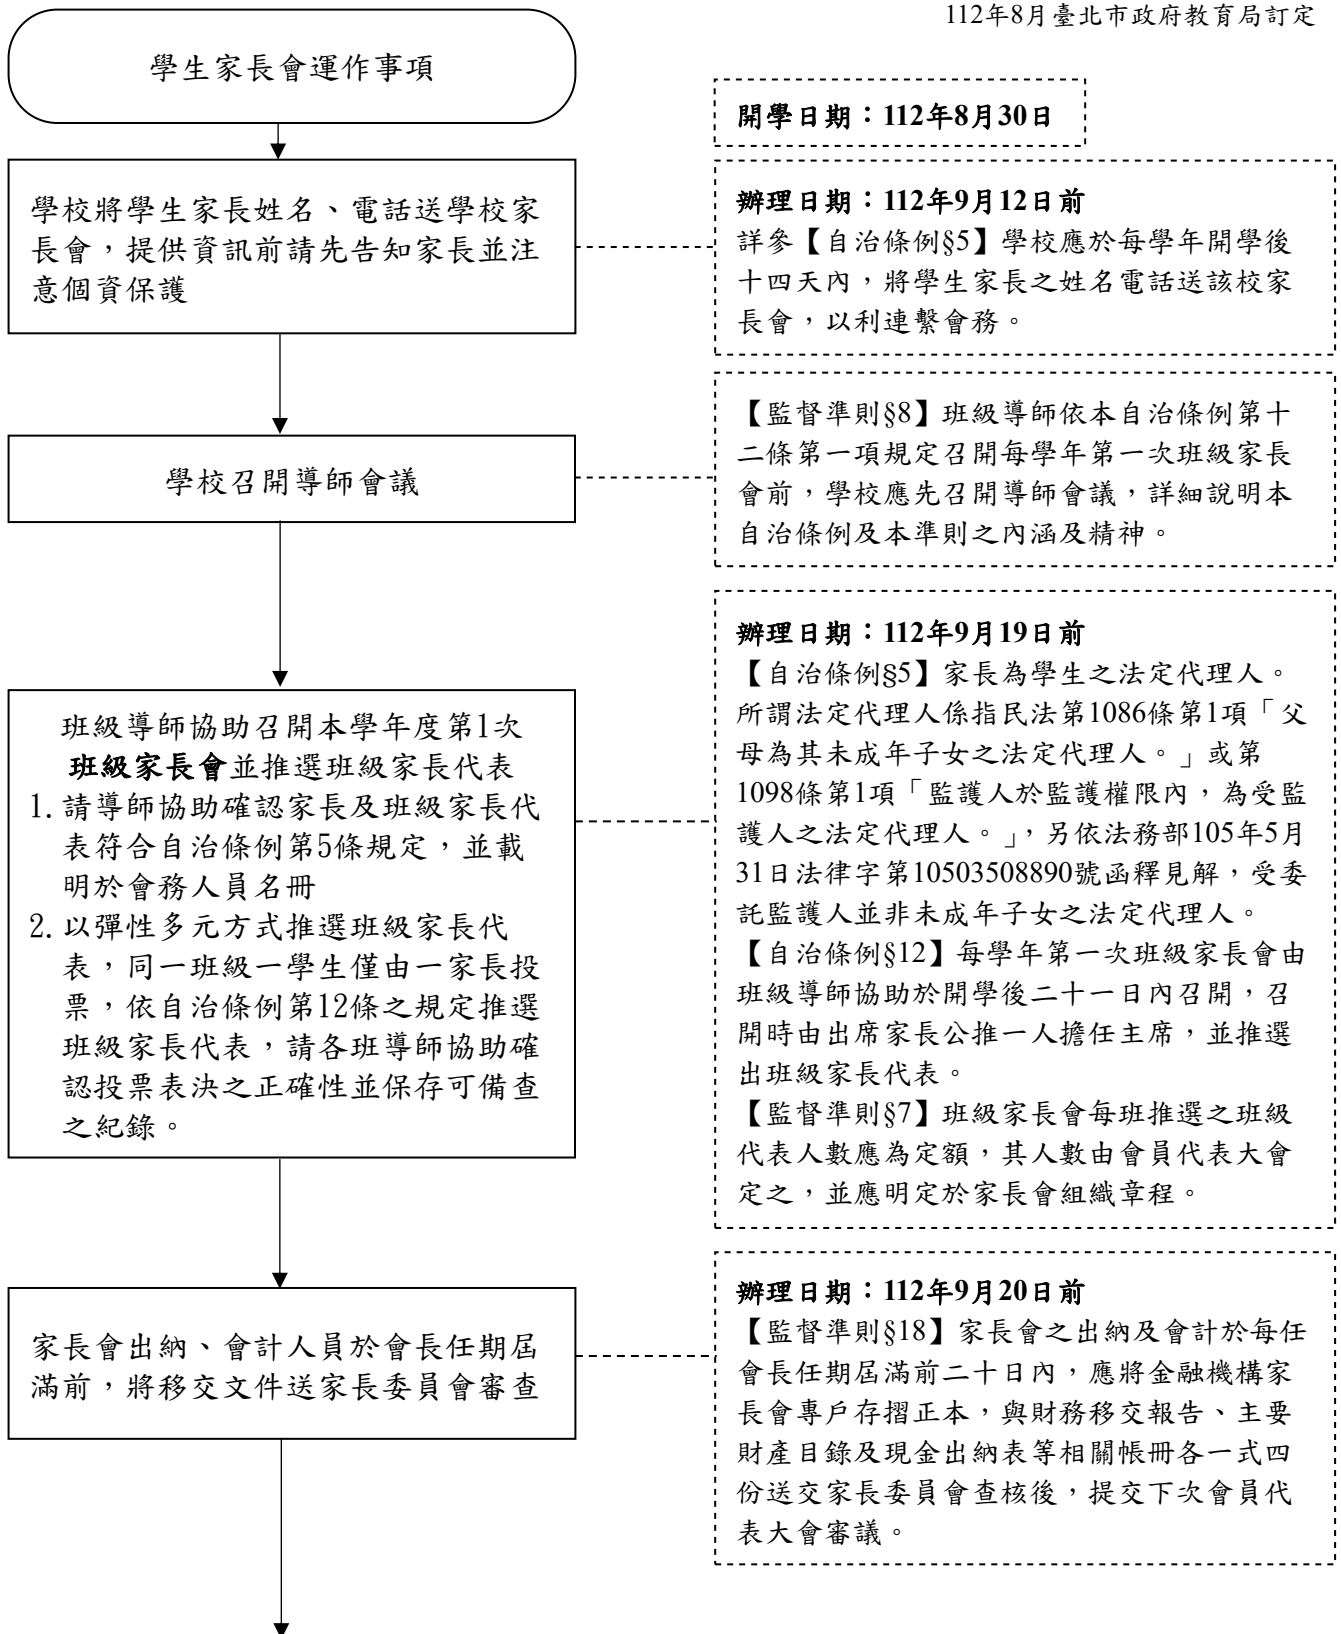 112年8月臺北市政府教育局訂定
學生家長會運作事項
開學日期：112年8月30日
學校將學生家長姓名、電話送學校家
長會，提供資訊前請先告知家長並注
意個資保護
辦理日期：112年9月12日前
詳參【自治條例§5】學校應於每學年開學後
十四天內，將學生家長之姓名電話送該校家
長會，以利連繫會務。
學校召開導師會議
【監督準則§8】班級導師依本自治條例第十
二條第一項規定召開每學年第一次班級家長
會前，學校應先召開導師會議，詳細說明本
自治條例及本準則之內涵及精神。
班級導師協助召開本學年度第1次
班級家長會並推選班級家長代表
1. 請導師協助確認家長及班級家長代
表符合自治條例第5條規定，並載
明於會務人員名冊
2. 以彈性多元方式推選班級家長代
表，同一班級一學生僅由一家長投
票，依自治條例第12條之規定推選
班級家長代表，請各班導師協助確
認投票表決之正確性並保存可備查
之紀錄。
辦理日期：112年9月19日前
【自治條例§5】家長為學生之法定代理人。
所謂法定代理人係指民法第1086條第1項「父
母為其未成年子女之法定代理人。」或第
1098條第1項「監護人於監護權限內，為受監
護人之法定代理人。」，另依法務部105年5月
31日法律字第10503508890號函釋見解，受委
託監護人並非未成年子女之法定代理人。
【自治條例§12】每學年第一次班級家長會由
班級導師協助於開學後二十一日內召開，召
開時由出席家長公推一人擔任主席，並推選
出班級家長代表。
【監督準則§7】班級家長會每班推選之班級
代表人數應為定額，其人數由會員代表大會
定之，並應明定於家長會組織章程。
家長會出納、會計人員於會長任期屆
滿前，將移交文件送家長委員會審查
辦理日期：112年9月20日前
【監督準則§18】家長會之出納及會計於每任
會長任期屆滿前二十日內，應將金融機構家
長會專戶存摺正本，與財務移交報告、主要
財產目錄及現金出納表等相關帳冊各一式四
份送交家長委員會查核後，提交下次會員代
表大會審議。